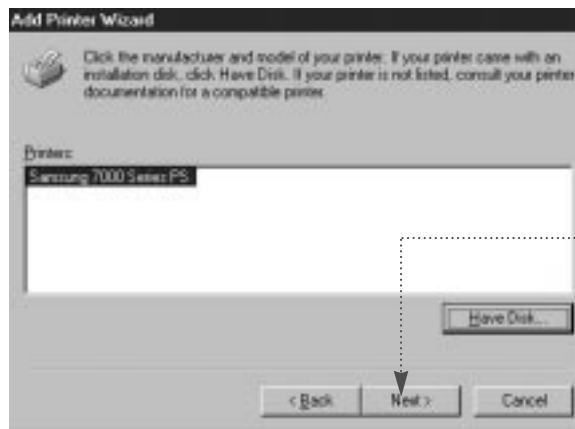 Add Printer Wizard
Click the manufacturer and model of your printer. If your printer came with an
installation disk, click Have Disk. If your printer is not listed, consult your printer
documentation for a compatible printer.
Printers:
Samsung 7000 Series PS
Have Disk...
< Back
Next >
Cancel